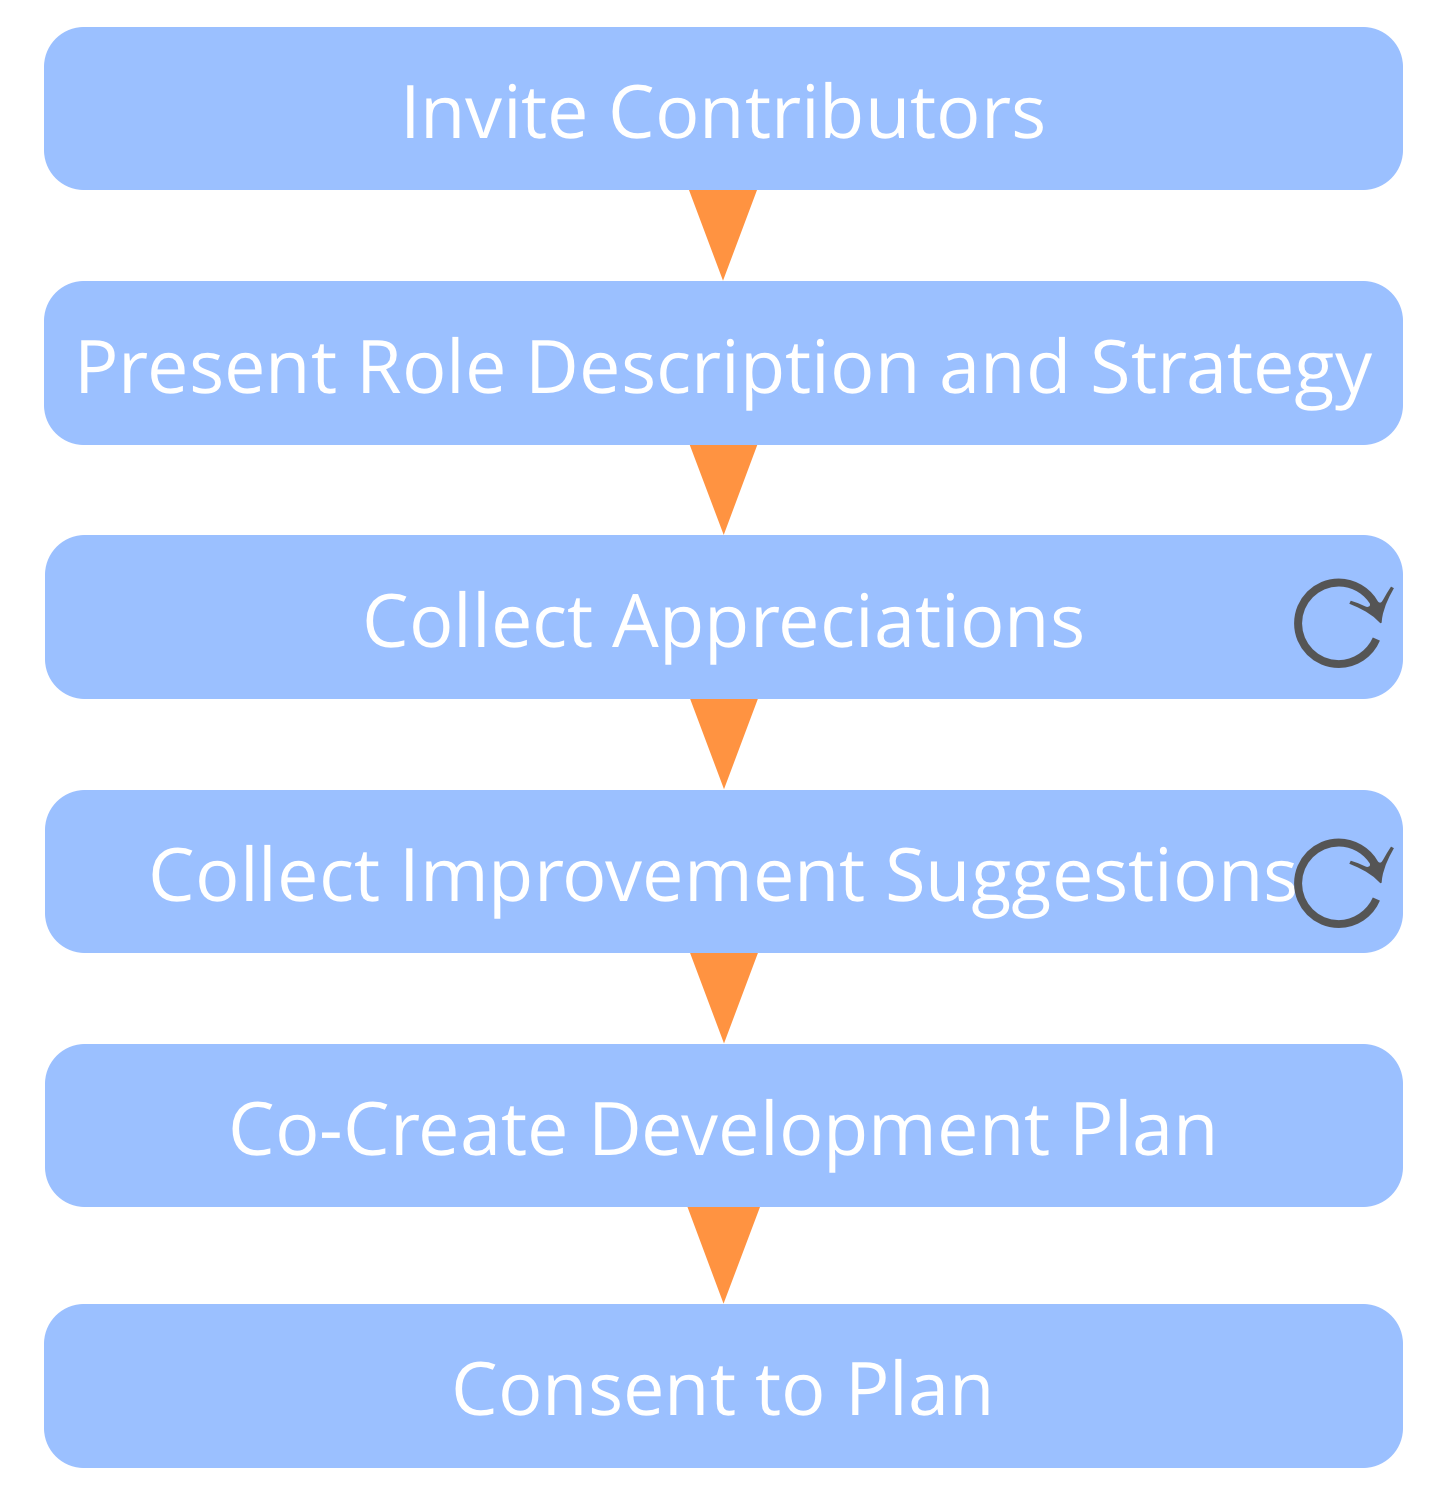 Invite Contributors
Present Role Description and Strategy
Collect Appreciations
Collect Improvement Suggestions
Co-Create Development Plan
Consent to Plan